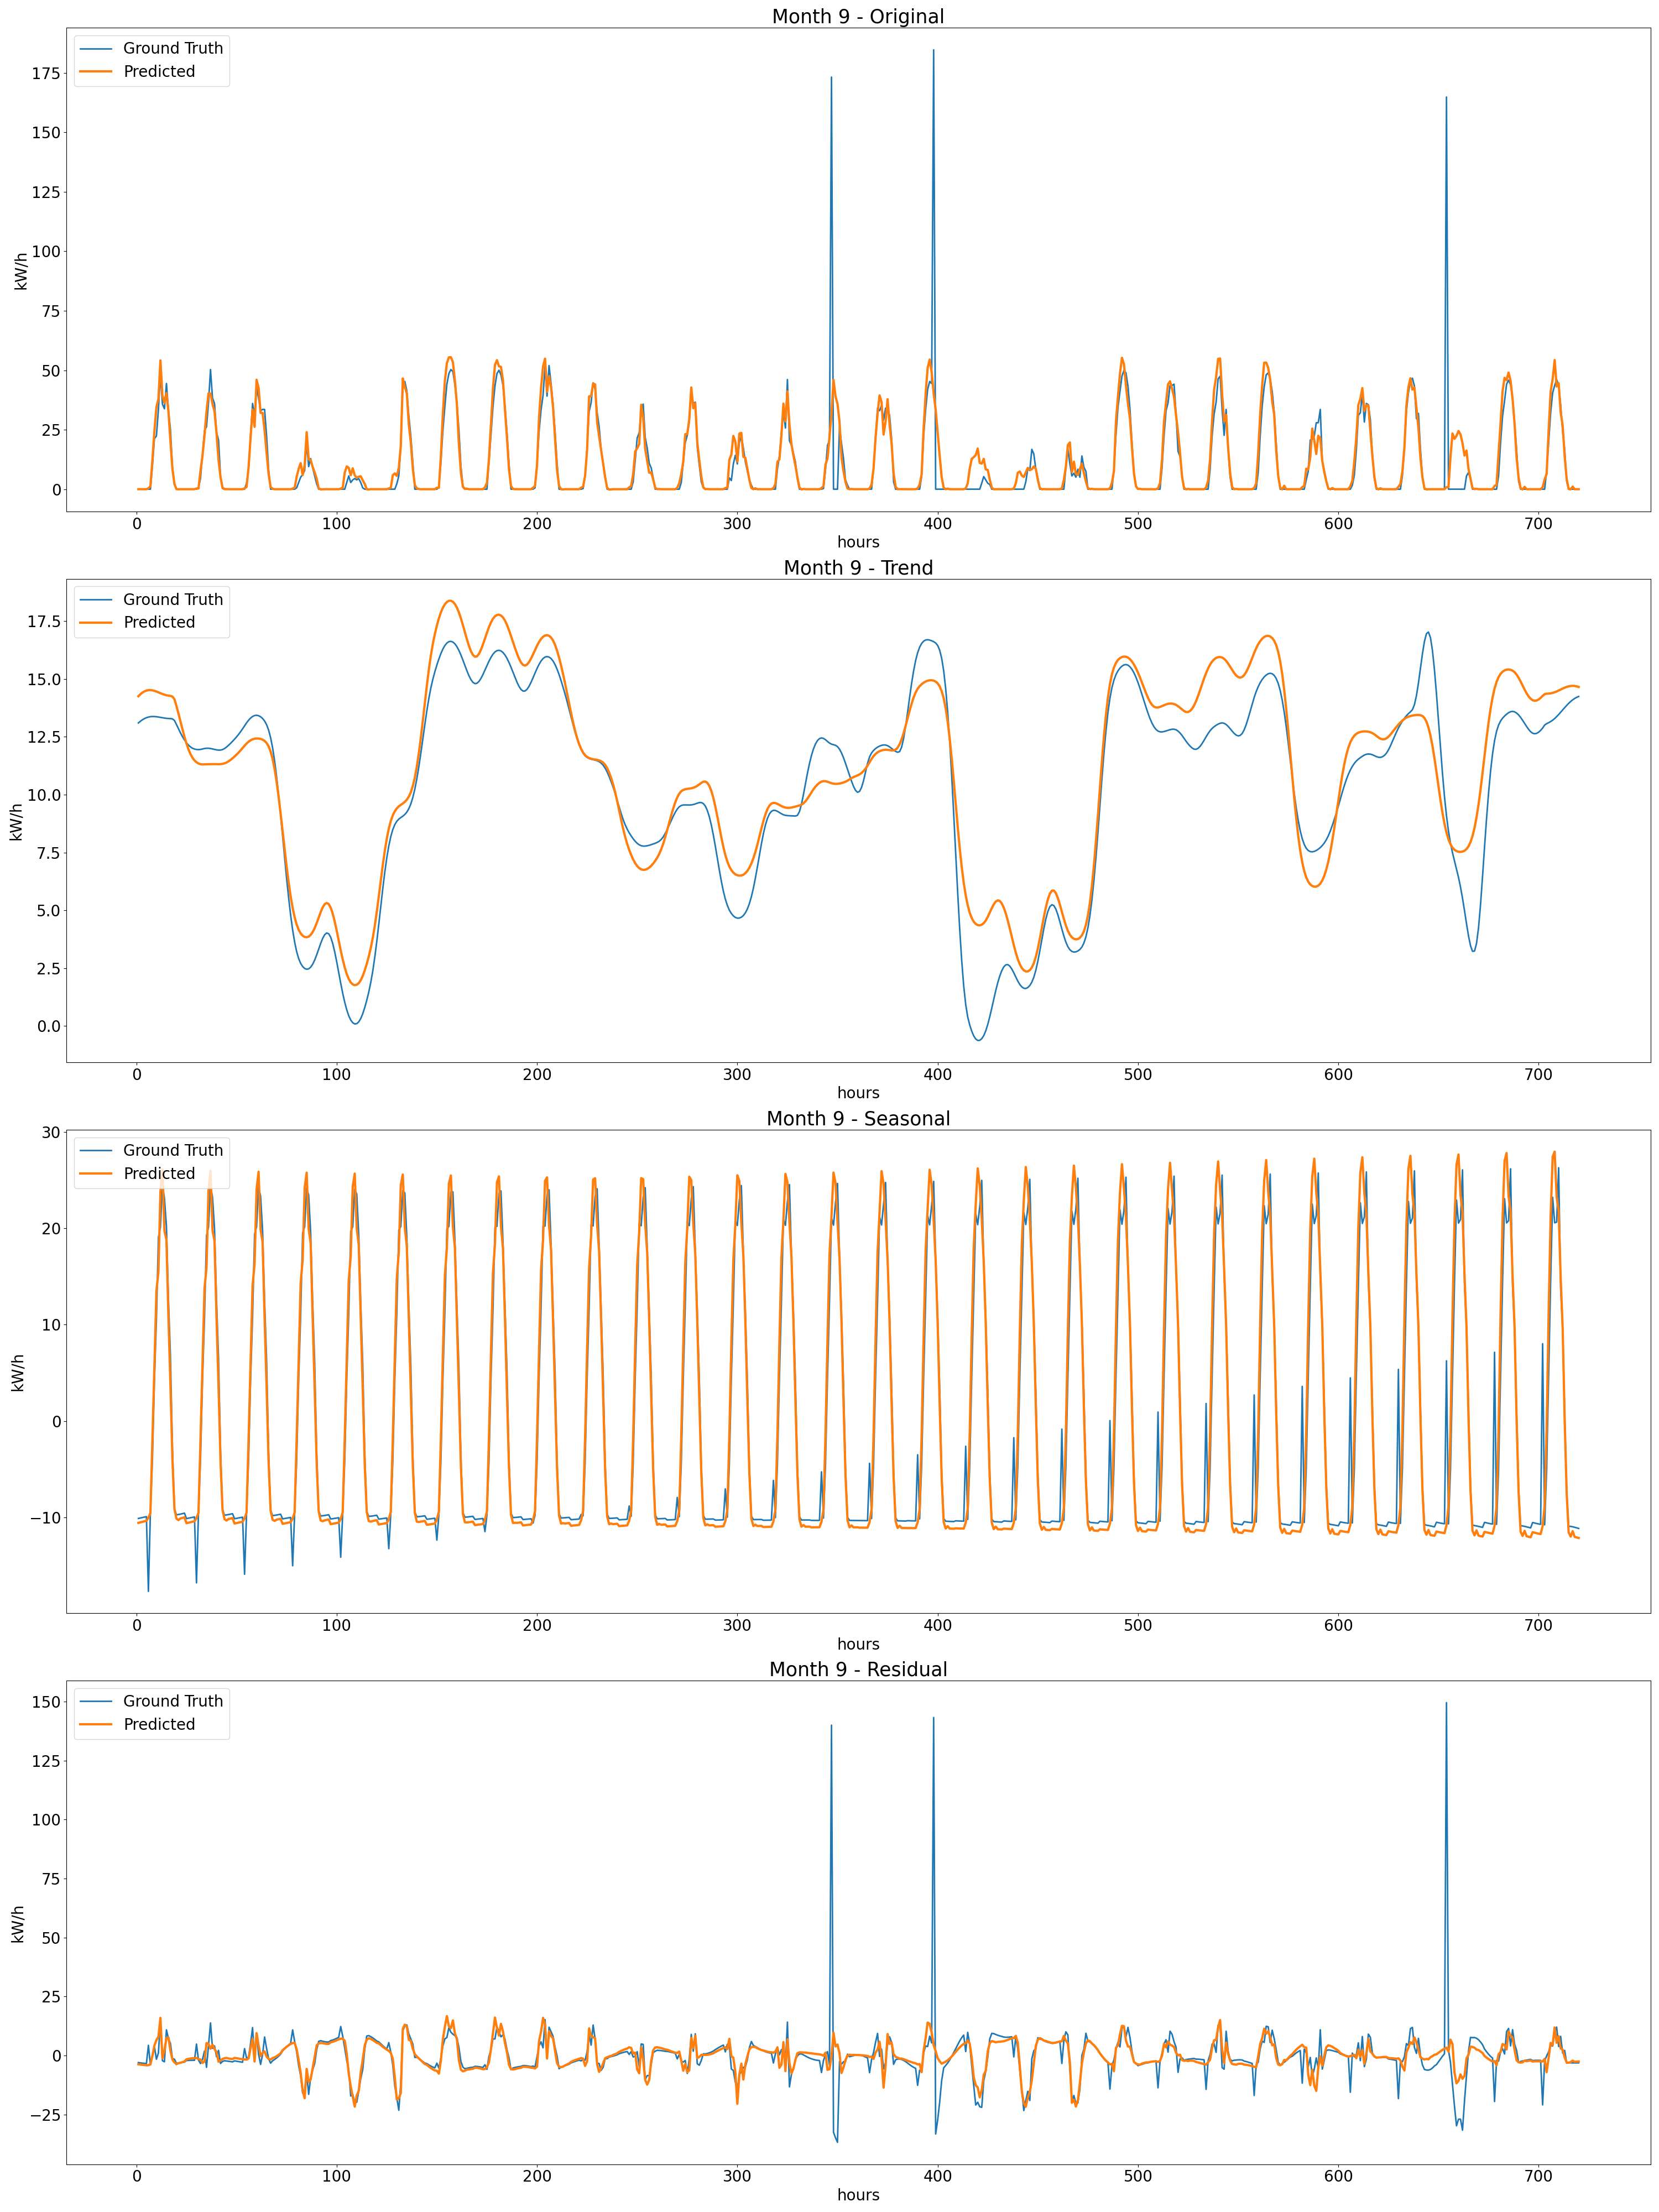 Month 9 - Original
Ground Truth
Predicted
175
150
125
100
75
50
25
0
kW/h
0 100 200 300 400 500 600 700
hours
Month 9 - Trend
Ground Truth
Predicted
17.5
15.0
12.5
10.0
7.5
5.0
2.5
0.0
kW/h
0 100 200 300 400 500 600 700
hours
Month 9 - Seasonal
Ground Truth
Predicted
30
20
10
0
−10
kW/h
0 100 200 300 400 500 600 700
hours
Month 9 - Residual
Ground Truth
Predicted
150
125
100
75
50
25
0
−25
kW/h
0 100 200 300 400 500 600 700
hours